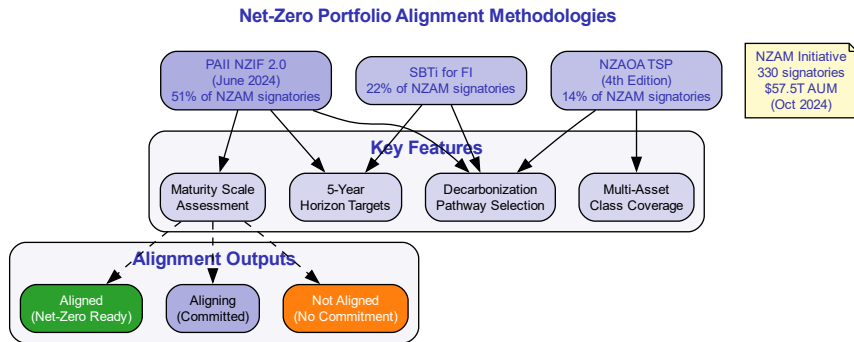 Net-Zero Portfolio Alignment Methodologies
PAII NZIF 2.0
(June 2024)
51% of NZAM signatories
SBTi for FI
22% of NZAM signatories
NZAOA TSP
(4th Edition)
14% of NZAM signatories
NZAM Initiative
330 signatories
$57.5T AUM
(Oct 2024)
Key Features
Maturity Scale
Assessment
5-Year
Horizon Targets
Decarbonization
Pathway Selection
Multi-Asset
Class Coverage
Alignment Outputs
Aligned
(Net-Zero Ready)
Aligning
(Committed)
Not Aligned
(No Commitment)